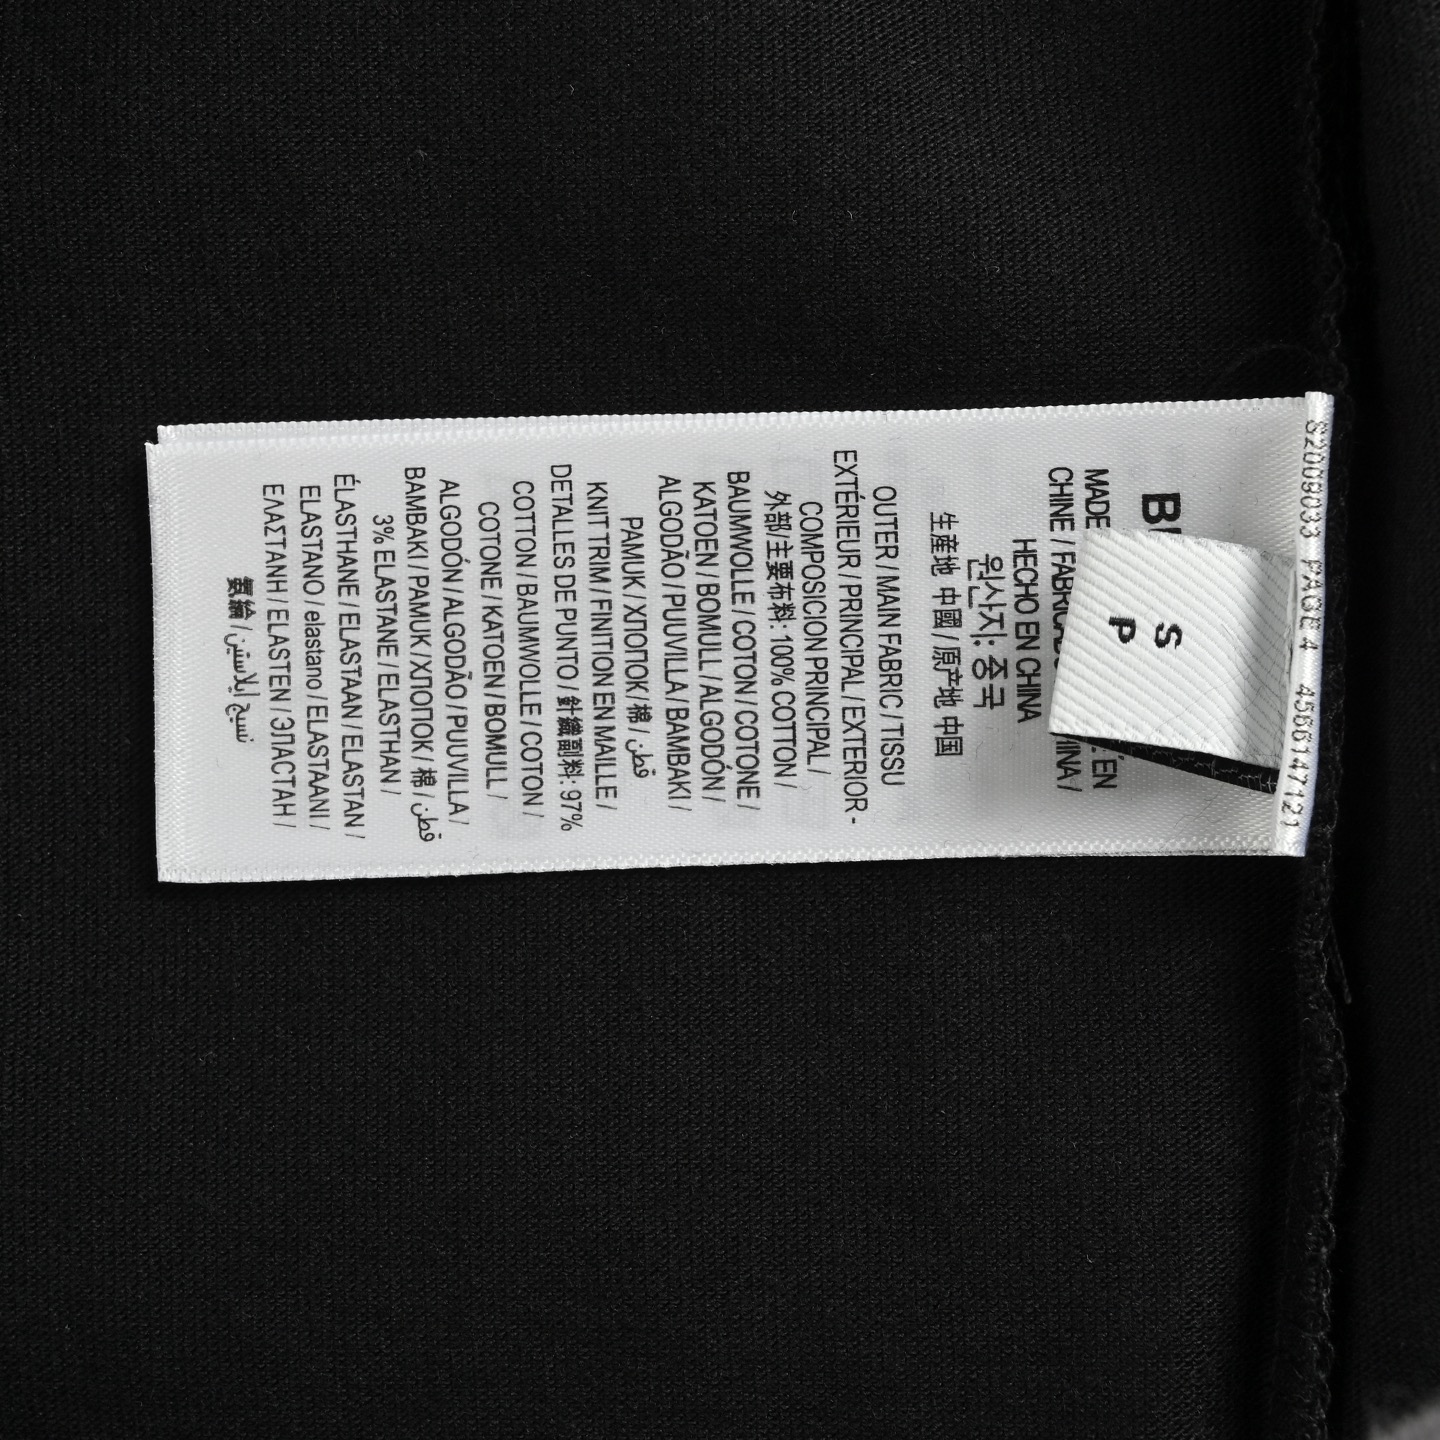 S20098033 PAGE 4 4566147121
S
P
MADE
É EN
CHINE / FABRICADO
CHINA /
HECHO EN CHINA
원산지: 중국
生産地 中國 / 原产地 中国
OUTER / MAIN FABRIC / TISSU
EXTÉRIEUR / PRINCIPAL / EXTERIOR-
COMPOSICION PRINCIPAL /
外部/主要布料: 100% COTTON /
BAUMWOLLE / COTON / COTONE /
KATOEN / BOMULL / ALGODÓN /
ALGODÃO / PUUVILLA / BAMBAKI /
PAMUK / ХЛОПОК / 棉 / قطن
KNIT TRIM / FINITION EN MAILLE /
DETALLES DE PUNTO / 針織副料: 97%
COTTON / BAUMWOLLE / COTON /
COTONE / KATOEN / BOMULL /
ALGODÓN / ALGODÃO / PUUVILLA /
BAMBAKI / PAMUK / ХЛОПОК / 棉 / قطن
3% ELASTANE / ELASTHAN /
ÉLASTHANE / ELASTAAN / ELASTAN /
ELASTANO / elastano / ELASTAANI /
ΕΛΑΣΤΑΝΗ / ELASTEN / ЭЛАСТАН /
氨綸 / نسيج إيلاستين